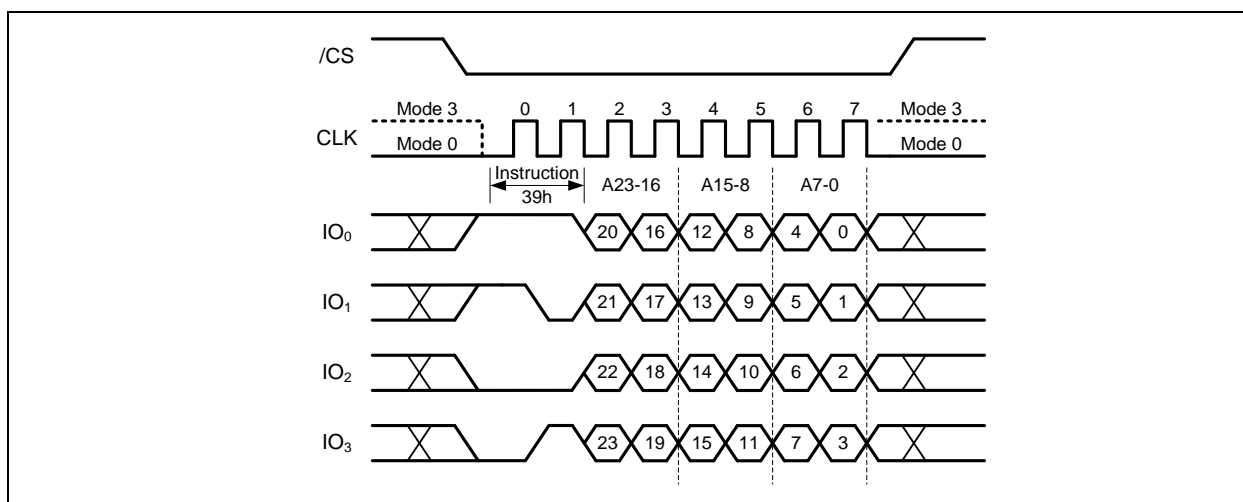 /CS
Mode 3 0 1 2 3 4 5 6 7 Mode 3
CLK
Mode 0 Mode 0
Instruction
39h
A23-16 A15-8 A7-0
IO0 20 16 12 8 4 0
IO1 21 17 13 9 5 1
IO2 22 18 14 10 6 2
IO3 23 19 15 11 7 3